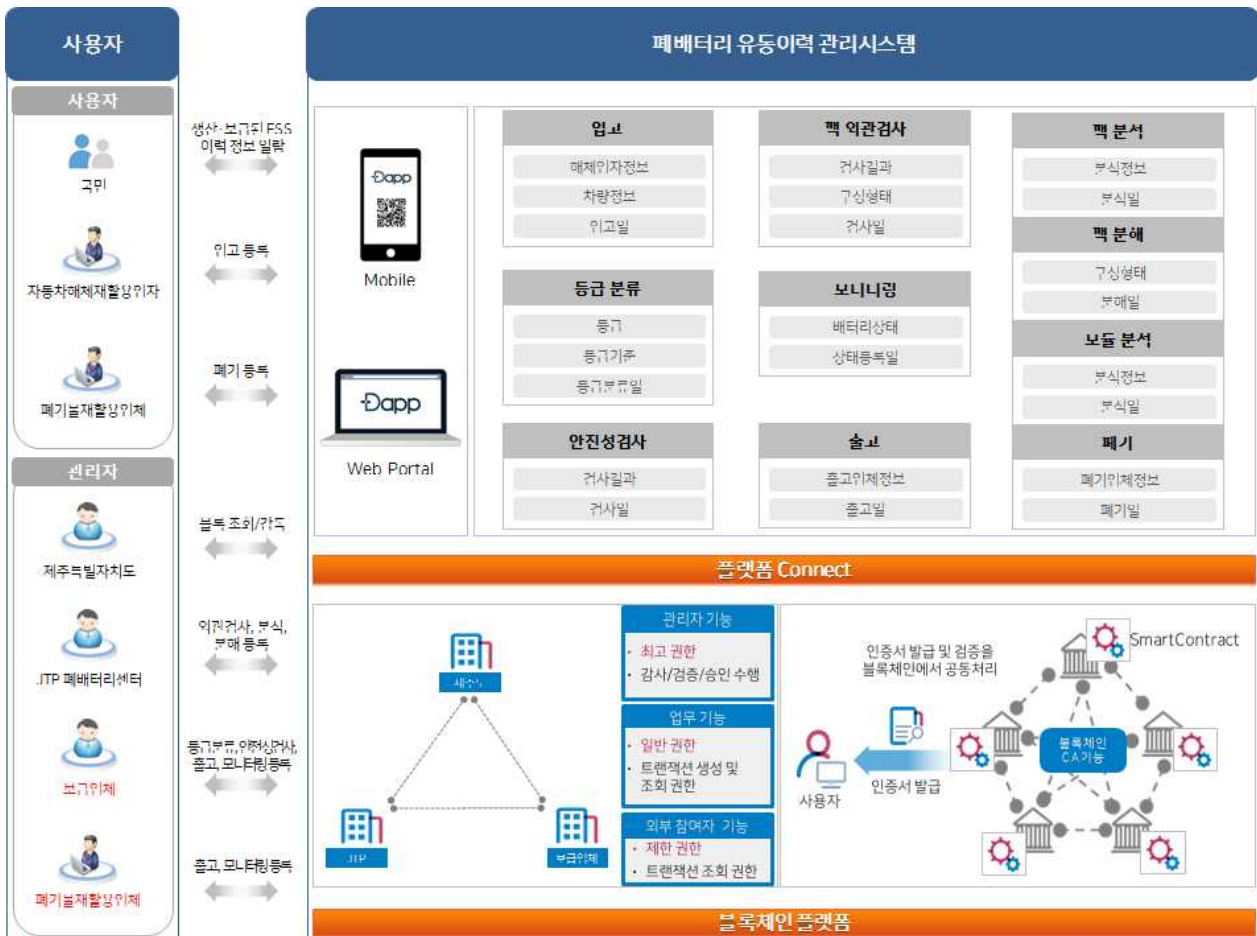 사용자
폐배터리 유통이력 관리시스템
사용자
국민
자동차해체재활용업자
폐기물재활용업체
관리자
제주특별자치도
JTP 폐배터리센터
보급업체
폐기물재활용업체
생산·보급된 ESS
이력 정보 열람
입고 등록
폐기 등록
블록 조회/감독
외관검사, 분석,
분해 등록
등급분류, 안전성검사,
출고, 모니터링 등록
출고, 모니터링 등록
Dapp
Mobile
Dapp
Web Portal
입고
해체업자정보
차량정보
입고일
팩 외관검사
검사결과
구성형태
검사일
팩 분석
분석정보
분석일
팩 분해
구성형태
분해일
등급 분류
등급
등급기준
등급분류일
모니터링
배터리상태
상태등록일
모듈 분석
분석정보
분석일
안전성검사
검사결과
검사일
출고
출고업체정보
출고일
폐기
폐기업체정보
폐기일
플랫폼 Connect
제주도
JTP
보급업체
관리자 기능
• 최고 권한
• 감사/검증/승인 수행
업무 기능
• 일반 권한
• 트랜잭션 생성 및
조회 권한
외부 참여자 기능
• 제한 권한
• 트랜잭션 조회 권한
인증서 발급 및 검증을
블록체인에서 공동처리
사용자
인증서 발급
SmartContract
블록체인
CA기능
블록체인 플랫폼